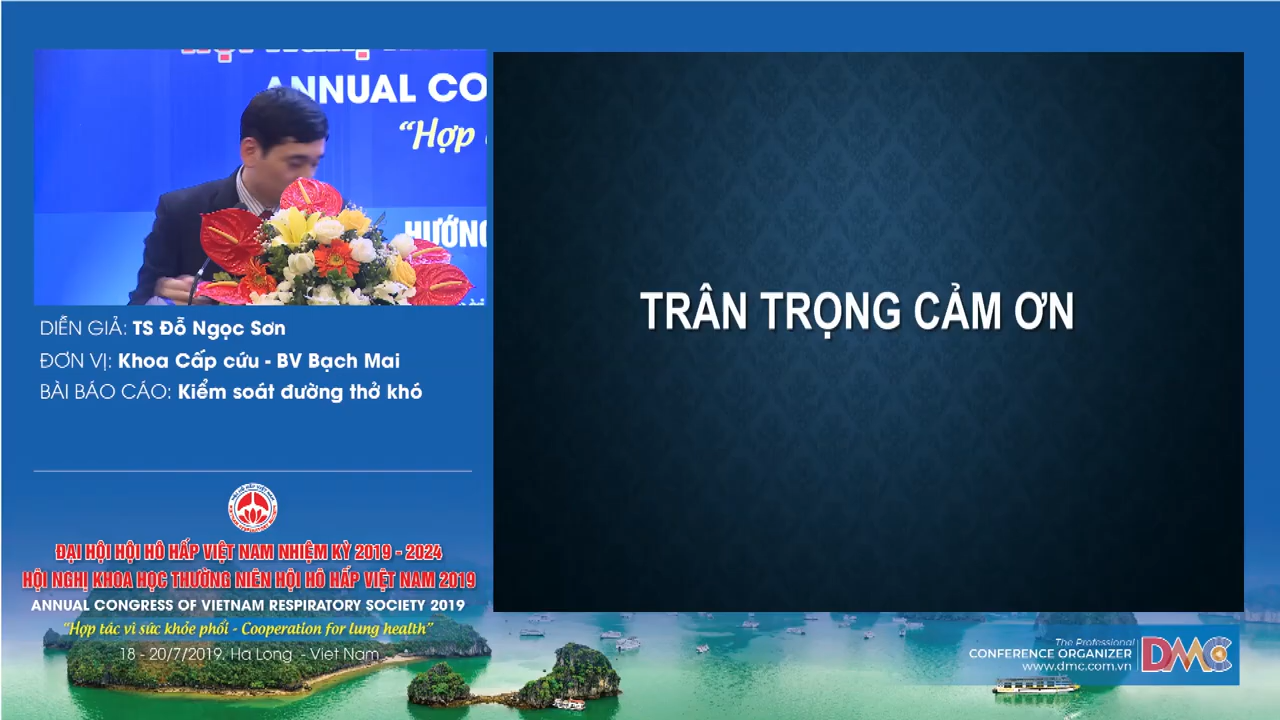 ANNUAL CO
“Hợp
HƯỚNG
DIỄN GIẢ: TS Đỗ Ngọc Sơn
ĐƠN VỊ: Khoa Cấp cứu - BV Bạch Mai
BÀI BÁO CÁO: Kiểm soát đường thở khó
TRÂN TRỌNG CẢM ƠN
ĐẠI HỘI HỘI HÔ HẤP VIỆT NAM NHIỆM KỲ 2019 - 2024
HỘI NGHỊ KHOA HỌC THƯỜNG NIÊN HỘI HÔ HẤP VIỆT NAM 2019
ANNUAL CONGRESS OF VIETNAM RESPIRATORY SOCIETY 2019
“Hợp tác vì sức khỏe phổi - Cooperation for lung health”
18 - 20/7/2019. Ha Long - Viet Nam
The Professional
CONFERENCE ORGANIZER
www.dmc.com.vn
DMC